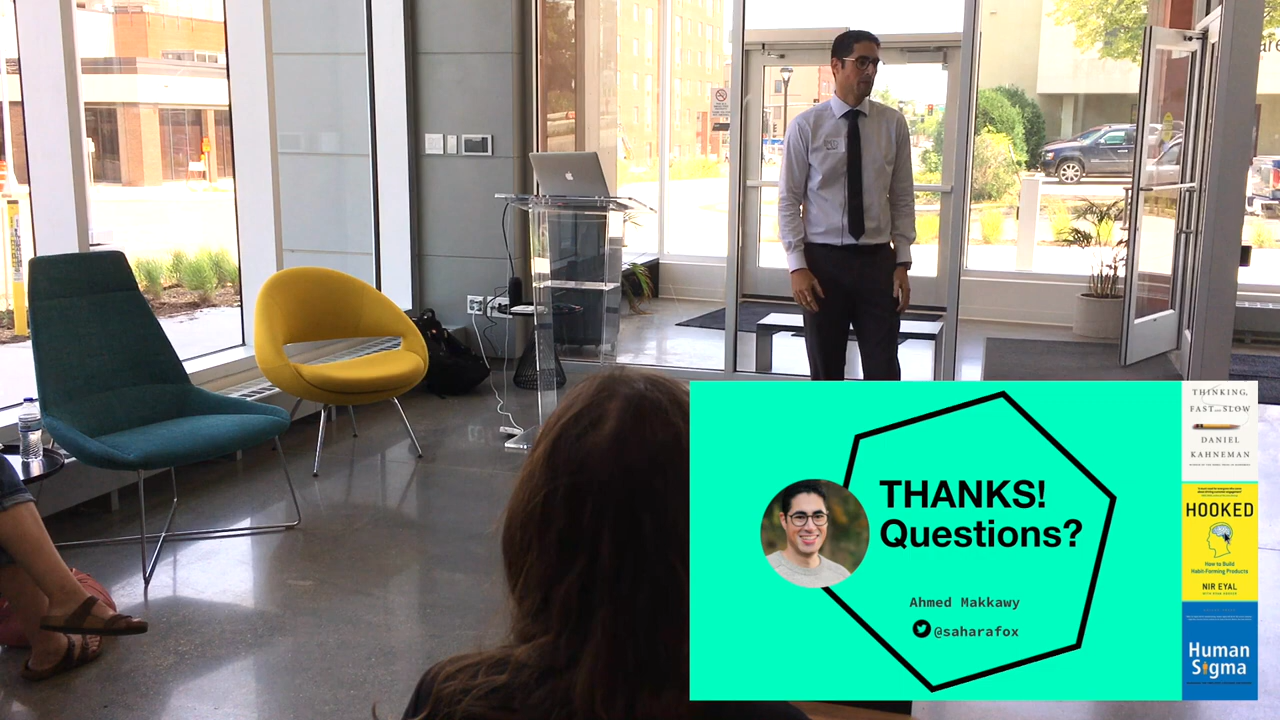 THANKS!
Questions?
Ahmed Makkawy
@saharafox
THINKING,
FAST AND SLOW
DANIEL
KAHNEMAN
HOOKED
How to Build
Habit-Forming Products
NIR EYAL
Human
Sigma